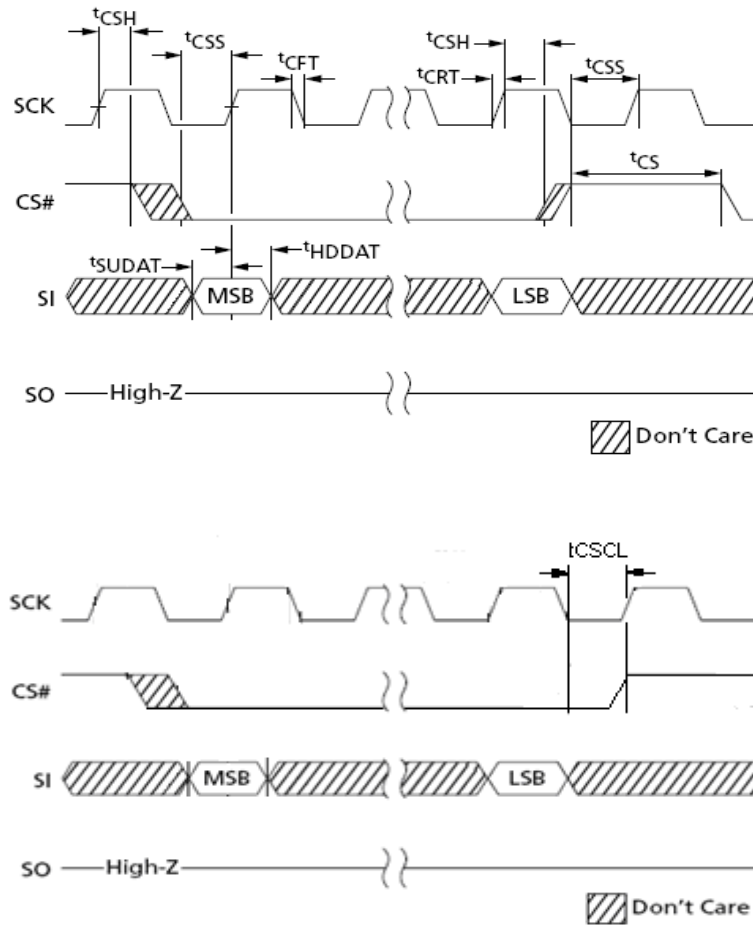 tCSH
tCSS
tCFT
tCSH
tCRT
tCSS
SCK
tCS
CS#
tSUDAT
tHDDAT
SI
MSB
LSB
SO
High-Z
Don't Care
tCSCL
SCK
CS#
SI
MSB
LSB
SO
High-Z
Don't Care